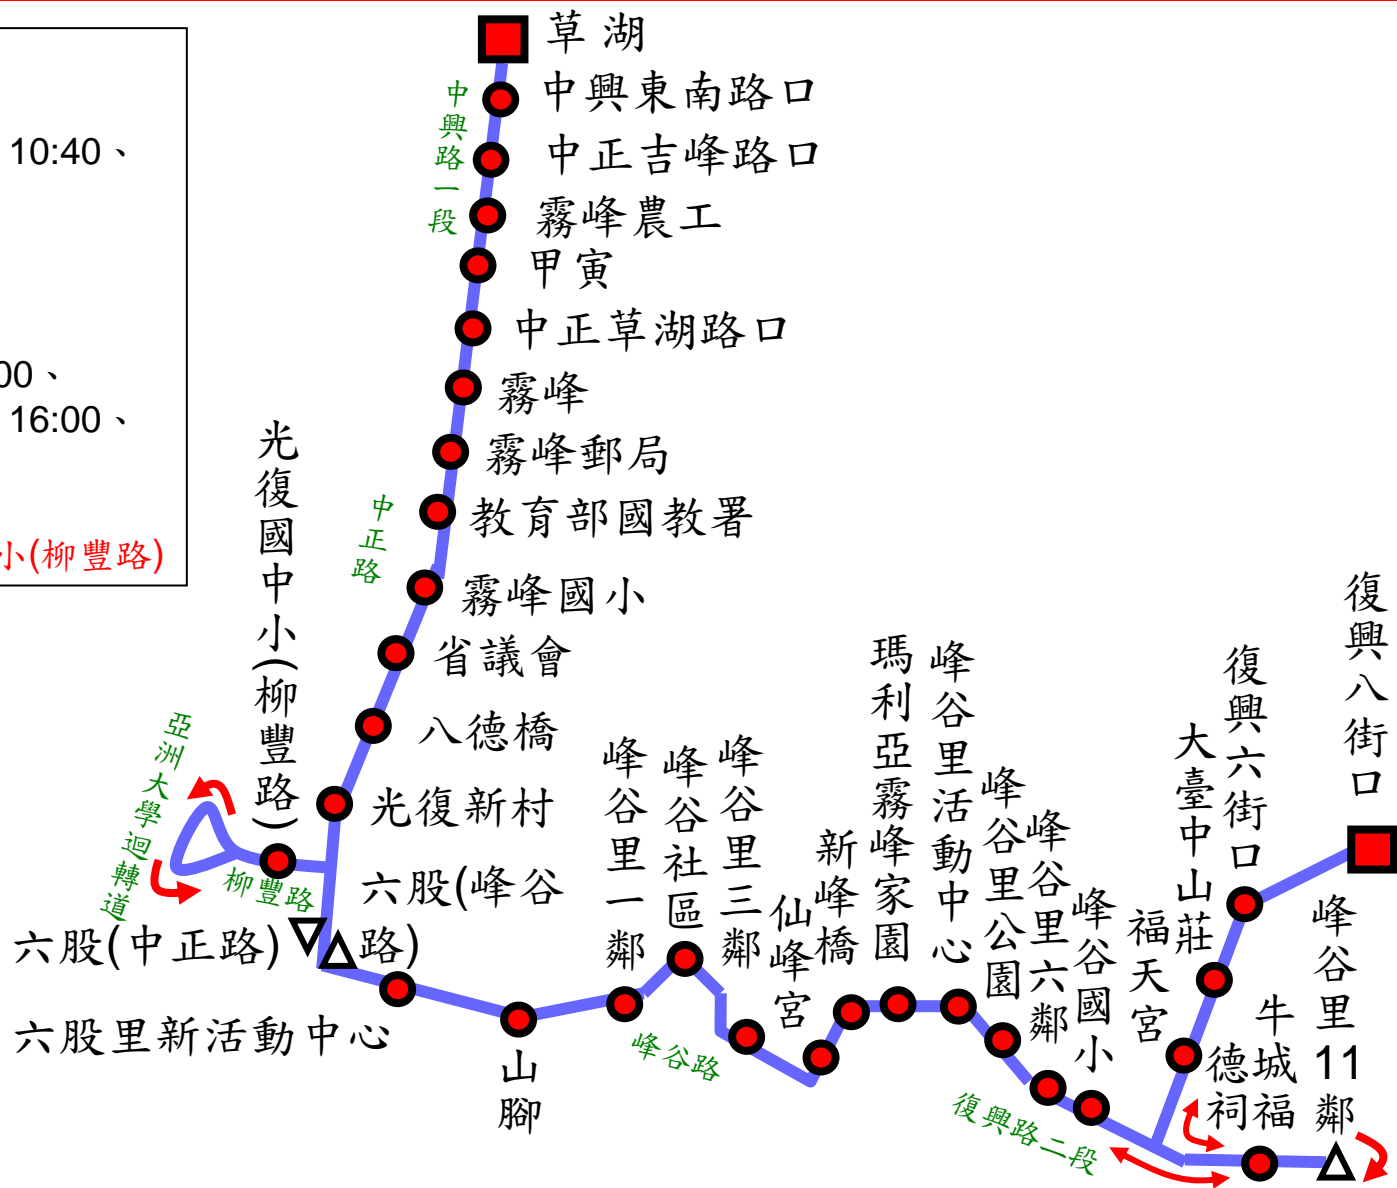 10:40、
00、
16:00、
小(柳豐路)
草湖
中興東南路口
中正吉峰路口
霧峰農工
甲寅
中正草湖路口
霧峰
霧峰郵局
教育部國教署
霧峰國小
省議會
八德橋
光復新村
中興路一段
中正路
光復國中小(柳豐路)
亞洲大學迴轉道
柳豐路
六股(中正路)
六股(峰谷
路)
六股里新活動中心
山腳
峰谷里一鄰
峰谷社區
峰谷里三鄰
峰谷路
仙峰宮
新峰橋
瑪利亞霧峰家園
峰谷里活動中心
峰谷里公園
峰谷里六鄰
峰谷國小
復興路二段
福天宮
大臺中山莊
復興六街口
復興八街口
牛城福
德祠
峰谷里11鄰